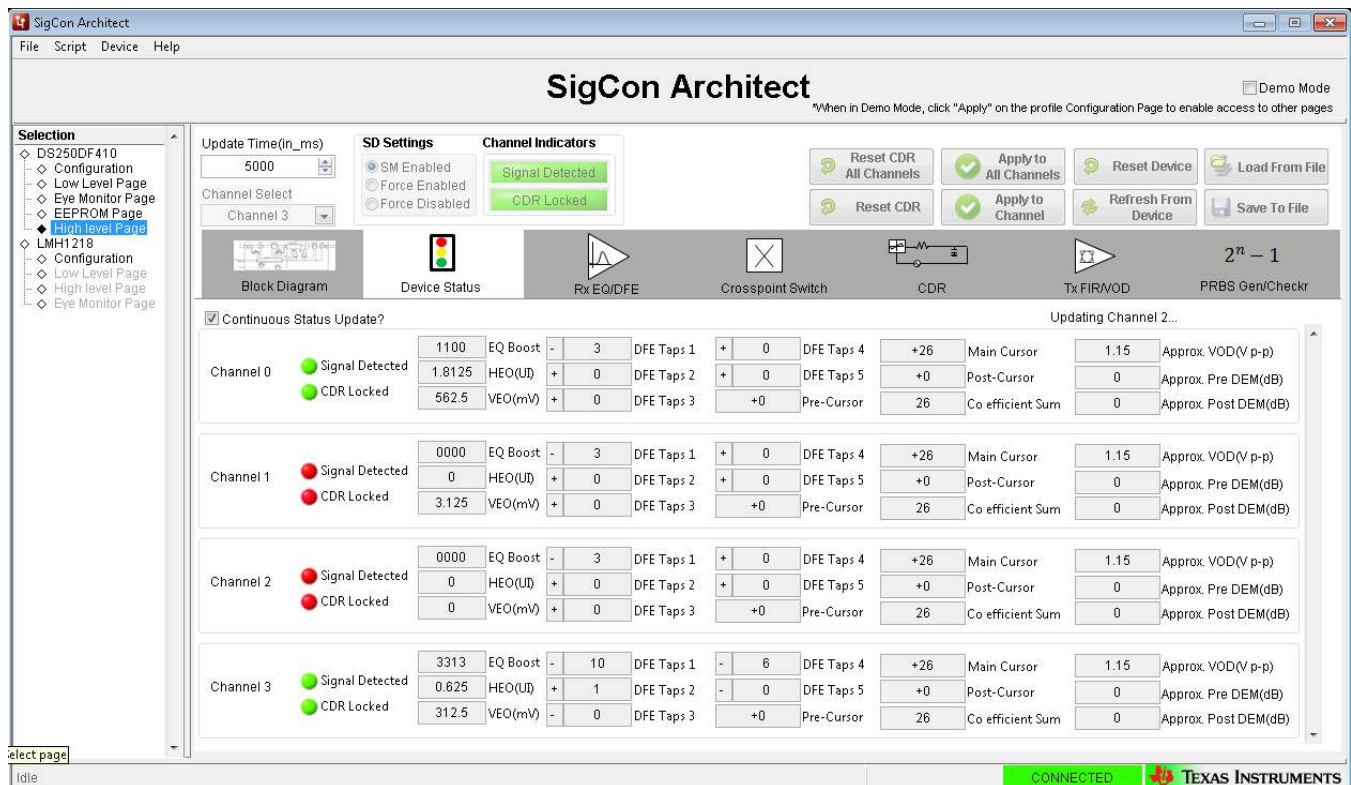 SigCon Architect
File Script Device Help
SigCon Architect
Demo Mode
*When in Demo Mode, click "Apply" on the profile Configuration Page to enable access to other pages
Selection
DS250DF410
Configuration
Low Level Page
Eye Monitor Page
EEPROM Page
High level Page
LMH1218
Configuration
Low Level Page
High level Page
Eye Monitor Page
Update Time(in_ms)
5000
Channel Select
Channel 3
SD Settings
SM Enabled
Force Enabled
Force Disabled
Channel Indicators
Signal Detected
CDR Locked
Reset CDR
All Channels
Apply to
All Channels
Reset Device
Load From File
Reset CDR
Apply to
Channel
Refresh From
Device
Save To File
Block Diagram
Device Status
Rx EQ/DFE
Crosspoint Switch
CDR
Tx FIR/VOD
2ⁿ − 1
PRBS Gen/Checkr
Continuous Status Update?
Updating Channel 2...
Channel 0
Signal Detected
CDR Locked
1100 EQ Boost - 3 DFE Taps 1 + 0 DFE Taps 4 +26 Main Cursor 1.15 Approx. VOD(V p-p)
1.8125 HEO(UI) + 0 DFE Taps 2 + 0 DFE Taps 5 +0 Post-Cursor 0 Approx. Pre DEM(dB)
562.5 VEO(mV) + 0 DFE Taps 3 +0 Pre-Cursor 26 Co efficient Sum 0 Approx. Post DEM(dB)
Channel 1
Signal Detected
CDR Locked
0000 EQ Boost - 3 DFE Taps 1 + 0 DFE Taps 4 +26 Main Cursor 1.15 Approx. VOD(V p-p)
0 HEO(UI) + 0 DFE Taps 2 + 0 DFE Taps 5 +0 Post-Cursor 0 Approx. Pre DEM(dB)
3.125 VEO(mV) + 0 DFE Taps 3 +0 Pre-Cursor 26 Co efficient Sum 0 Approx. Post DEM(dB)
Channel 2
Signal Detected
CDR Locked
0000 EQ Boost - 3 DFE Taps 1 + 0 DFE Taps 4 +26 Main Cursor 1.15 Approx. VOD(V p-p)
0 HEO(UI) + 0 DFE Taps 2 + 0 DFE Taps 5 +0 Post-Cursor 0 Approx. Pre DEM(dB)
0 VEO(mV) + 0 DFE Taps 3 +0 Pre-Cursor 26 Co efficient Sum 0 Approx. Post DEM(dB)
Channel 3
Signal Detected
CDR Locked
3313 EQ Boost - 10 DFE Taps 1 - 6 DFE Taps 4 +26 Main Cursor 1.15 Approx. VOD(V p-p)
0.625 HEO(UI) + 1 DFE Taps 2 - 0 DFE Taps 5 +0 Post-Cursor 0 Approx. Pre DEM(dB)
312.5 VEO(mV) - 0 DFE Taps 3 +0 Pre-Cursor 26 Co efficient Sum 0 Approx. Post DEM(dB)
elect page
Idle
CONNECTED
TEXAS INSTRUMENTS